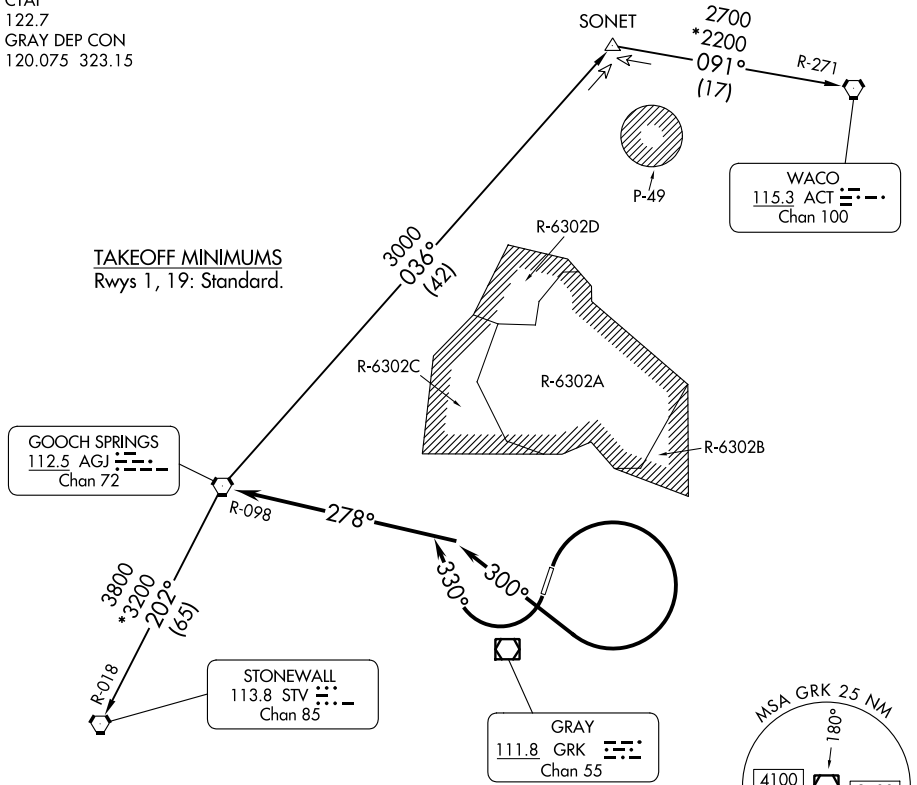 122.7
GRAY DEP CON
120.075 323.15
SONET
2700
*2200
091°
(17)
R-271
WACO
115.3 ACT
Chan 100
P-49
TAKEOFF MINIMUMS
Rwys 1, 19: Standard.
3000
036°
(42)
R-6302D
R-6302C
R-6302A
R-6302B
GOOCH SPRINGS
112.5 AGJ
Chan 72
R-098
278°
330°
300°
3800
*3200
202°
(65)
R-018
STONEWALL
113.8 STV
Chan 85
GRAY
111.8 GRK
Chan 55
MSA GRK 25 NM
180°
4100